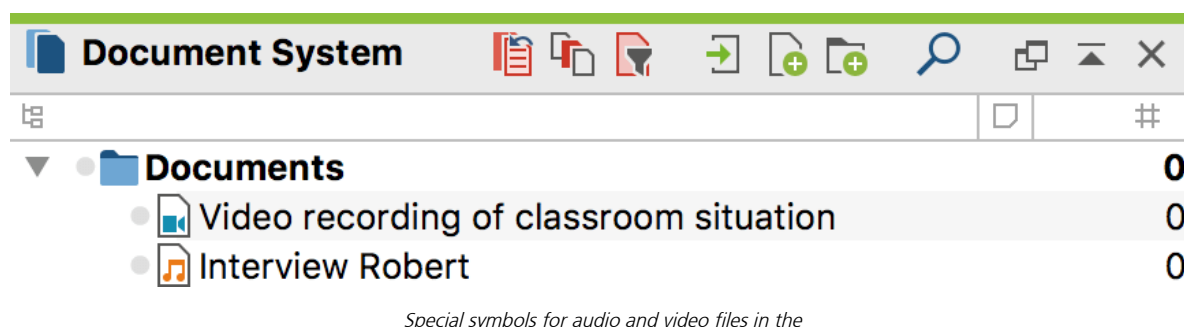 Document System
Documents 0
Video recording of classroom situation 0
Interview Robert 0
Special symbols for audio and video files in the